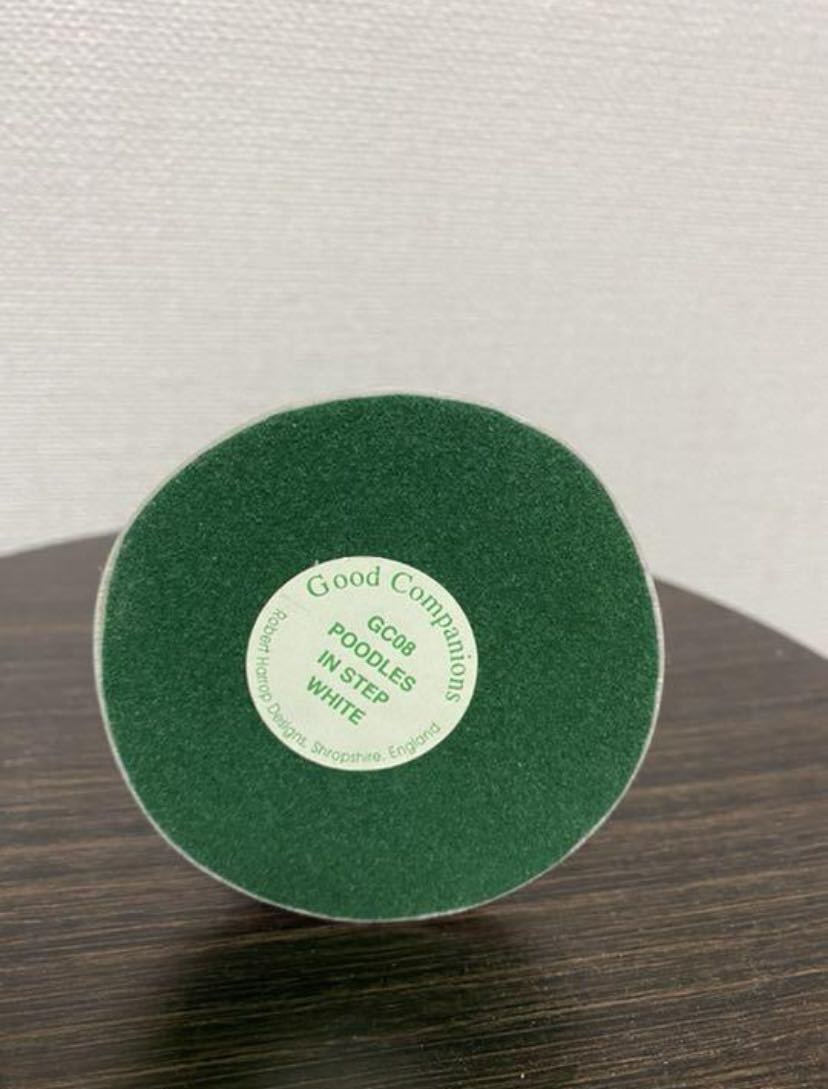 Good Companions
GC08
POODLES
IN STEP
WHITE
Robert Harrop Designs, Shropshire, England